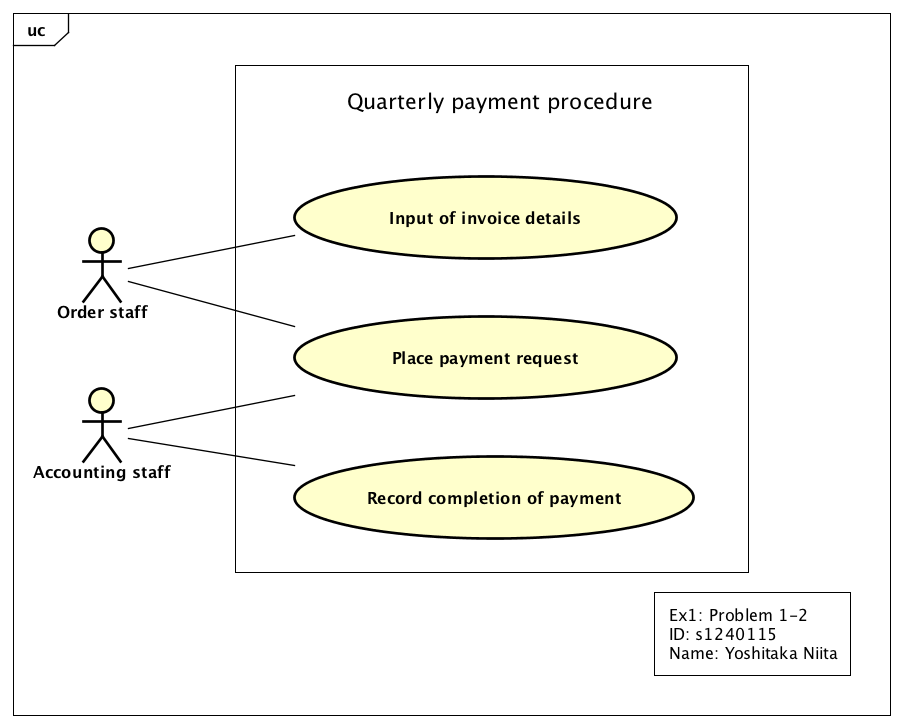 uc
Quarterly payment procedure
Input of invoice details
Order staff
Place payment request
Accounting staff
Record completion of payment
Ex1: Problem 1-2
ID: s1240115
Name: Yoshitaka Niita